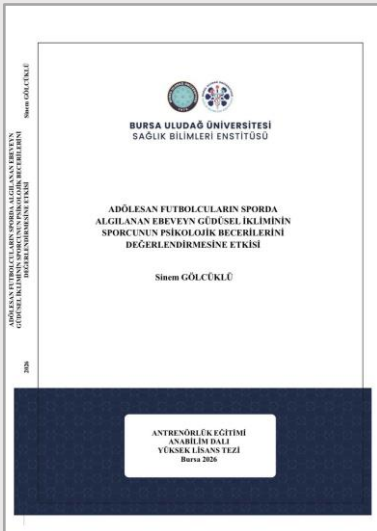 ADÖLESAN FUTBOLCULARIN SPORDA ALGILANAN EBEVEYN
GÜDÜSEL İKLİMİNİN SPORCUNUN PSİKOLOJİK BECERİLERİNİ
DEĞERLENDİRMESİNE ETKİSİ
Sinem GÖLCÜKLÜ
2026
BURSA ULUDAĞ ÜNİVERSİTESİ
SAĞLIK BİLİMLERİ ENSTİTÜSÜ
ADÖLESAN FUTBOLCULARIN SPORDA
ALGILANAN EBEVEYN GÜDÜSEL İKLİMİNİN
SPORCUNUN PSİKOLOJİK BECERİLERİNİ
DEĞERLENDİRMESİNE ETKİSİ
Sinem GÖLCÜKLÜ
ANTRENÖRLÜK EĞİTİMİ
ANABİLİM DALI
YÜKSEK LİSANS TEZİ
Bursa 2026